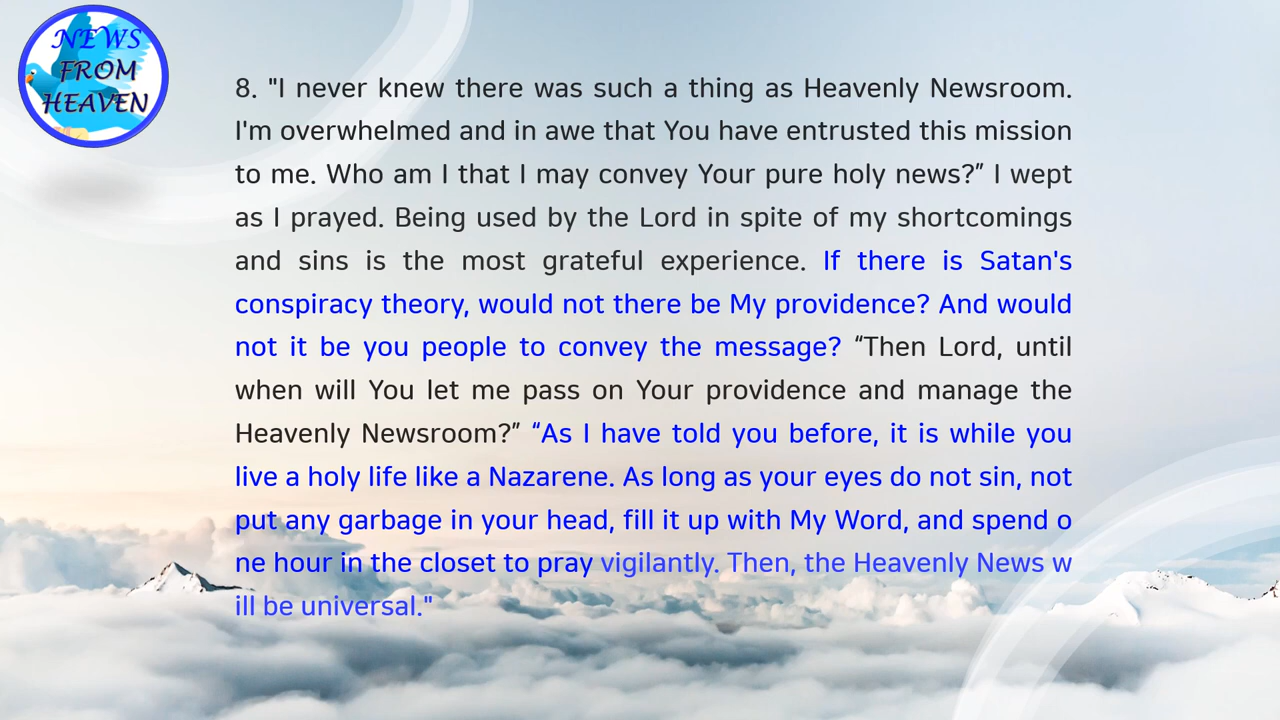 NEWS
FROM
HEAVEN
8. "I never knew there was such a thing as Heavenly Newsroom.
I'm overwhelmed and in awe that You have entrusted this mission
to me. Who am I that I may convey Your pure holy news?” I wept
as I prayed. Being used by the Lord in spite of my shortcomings
and sins is the most grateful experience. If there is Satan's
conspiracy theory, would not there be My providence? And would
not it be you people to convey the message? “Then Lord, until
when will You let me pass on Your providence and manage the
Heavenly Newsroom?” “As I have told you before, it is while you
live a holy life like a Nazarene. As long as your eyes do not sin, not
put any garbage in your head, fill it up with My Word, and spend o
ne hour in the closet to pray vigilantly. Then, the Heavenly News w
ill be universal."